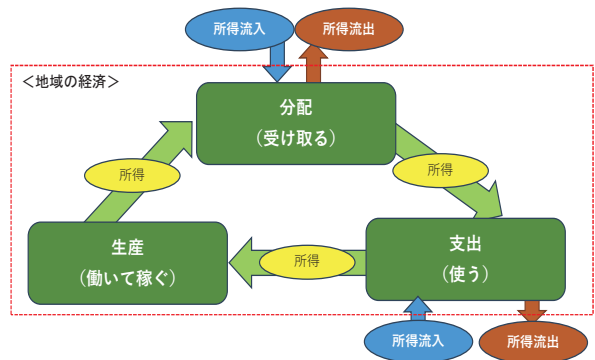 所得流入
所得流出
＜地域の経済＞
分配
（受け取る）
所得
所得
生産
（働いて稼ぐ）
所得
支出
（使う）
所得流入
所得流出